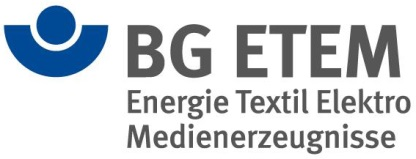 BG ETEM
Energie Textil Elektro
Medienerzeugnisse